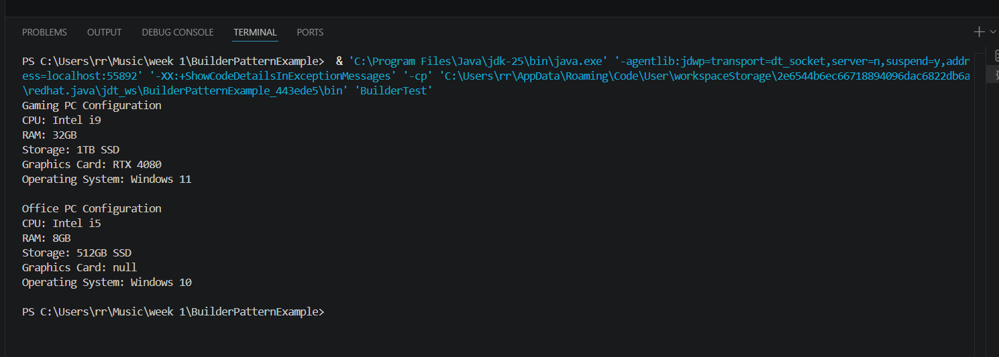 PROBLEMS OUTPUT DEBUG CONSOLE TERMINAL PORTS
PS C:\Users\rr\Music\week 1\BuilderPatternExample>  & 'C:\Program Files\Java\jdk-25\bin\java.exe' '-agentlib:jdwp=transport=dt_socket,server=n,suspend=y,addr
ess=localhost:55892' '-XX:+ShowCodeDetailsInExceptionMessages' '-cp' 'C:\Users\rr\AppData\Roaming\Code\User\workspaceStorage\2e6544b6ec66718894096dac6822db6a
\redhat.java\jdt_ws\BuilderPatternExample_443ede5\bin' 'BuilderTest'
Gaming PC Configuration
CPU: Intel i9
RAM: 32GB
Storage: 1TB SSD
Graphics Card: RTX 4080
Operating System: Windows 11
Office PC Configuration
CPU: Intel i5
RAM: 8GB
Storage: 512GB SSD
Graphics Card: null
Operating System: Windows 10
PS C:\Users\rr\Music\week 1\BuilderPatternExample>